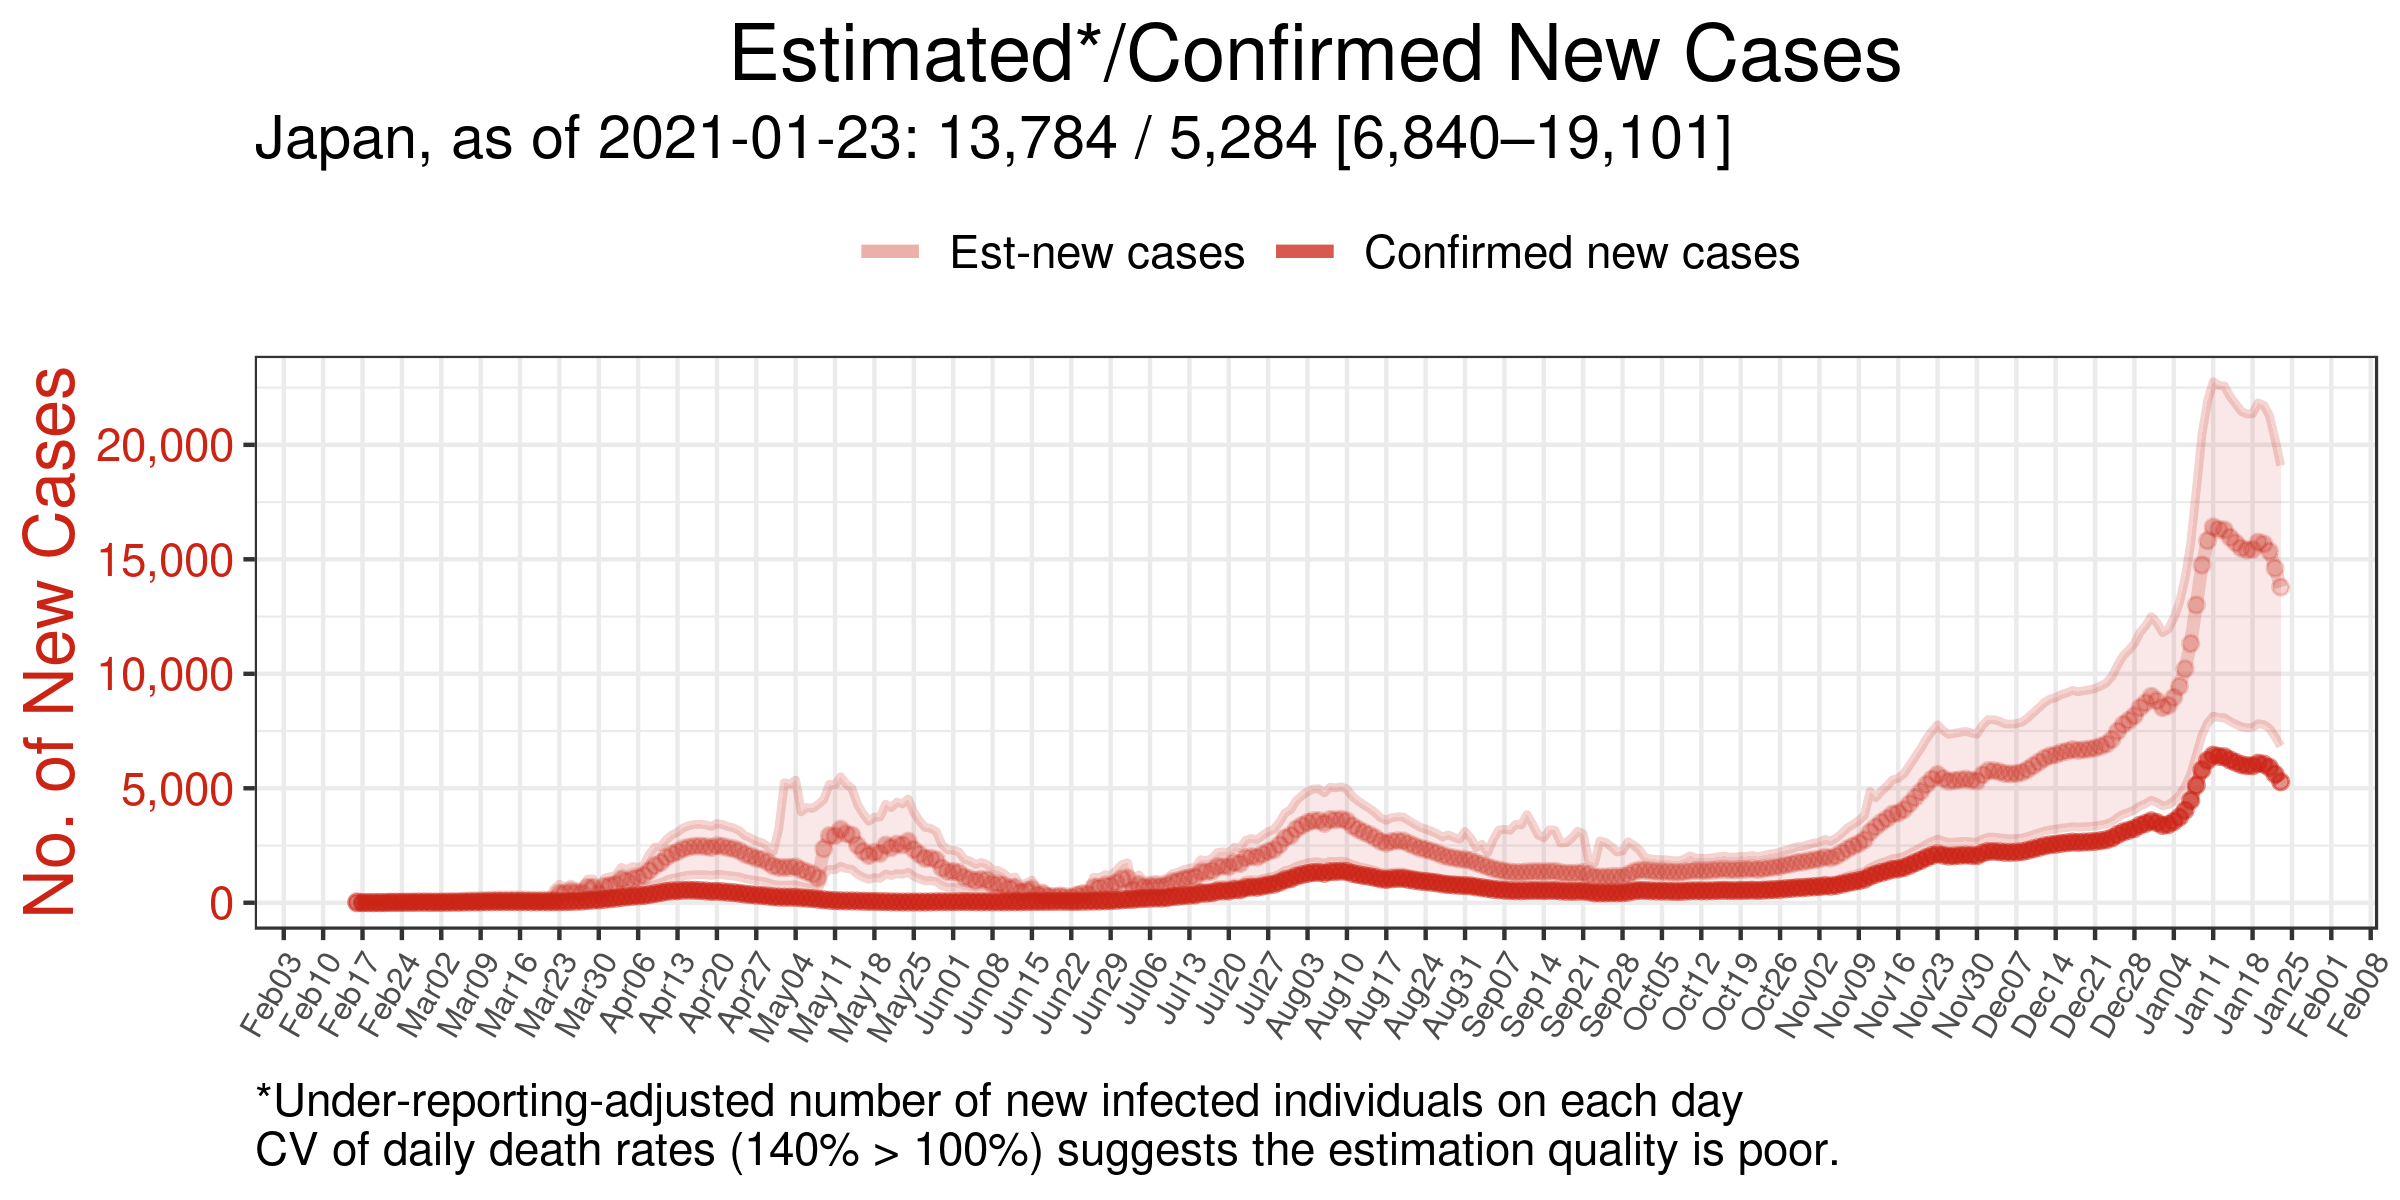 Estimated*/Confirmed New Cases
Japan, as of 2021-01-23: 13,784 / 5,284 [6,840–19,101]
Est-new cases
Confirmed new cases
No. of New Cases
20,000
15,000
10,000
5,000
0
Feb03
Feb10
Feb17
Feb24
Mar02
Mar09
Mar16
Mar23
Mar30
Apr06
Apr13
Apr20
Apr27
May04
May11
May18
May25
Jun01
Jun08
Jun15
Jun22
Jun29
Jul06
Jul13
Jul20
Jul27
Aug03
Aug10
Aug17
Aug24
Aug31
Sep07
Sep14
Sep21
Sep28
Oct05
Oct12
Oct19
Oct26
Nov02
Nov09
Nov16
Nov23
Nov30
Dec07
Dec14
Dec21
Dec28
Jan04
Jan11
Jan18
Jan25
Feb01
Feb08
*Under-reporting-adjusted number of new infected individuals on each day
CV of daily death rates (140% > 100%) suggests the estimation quality is poor.